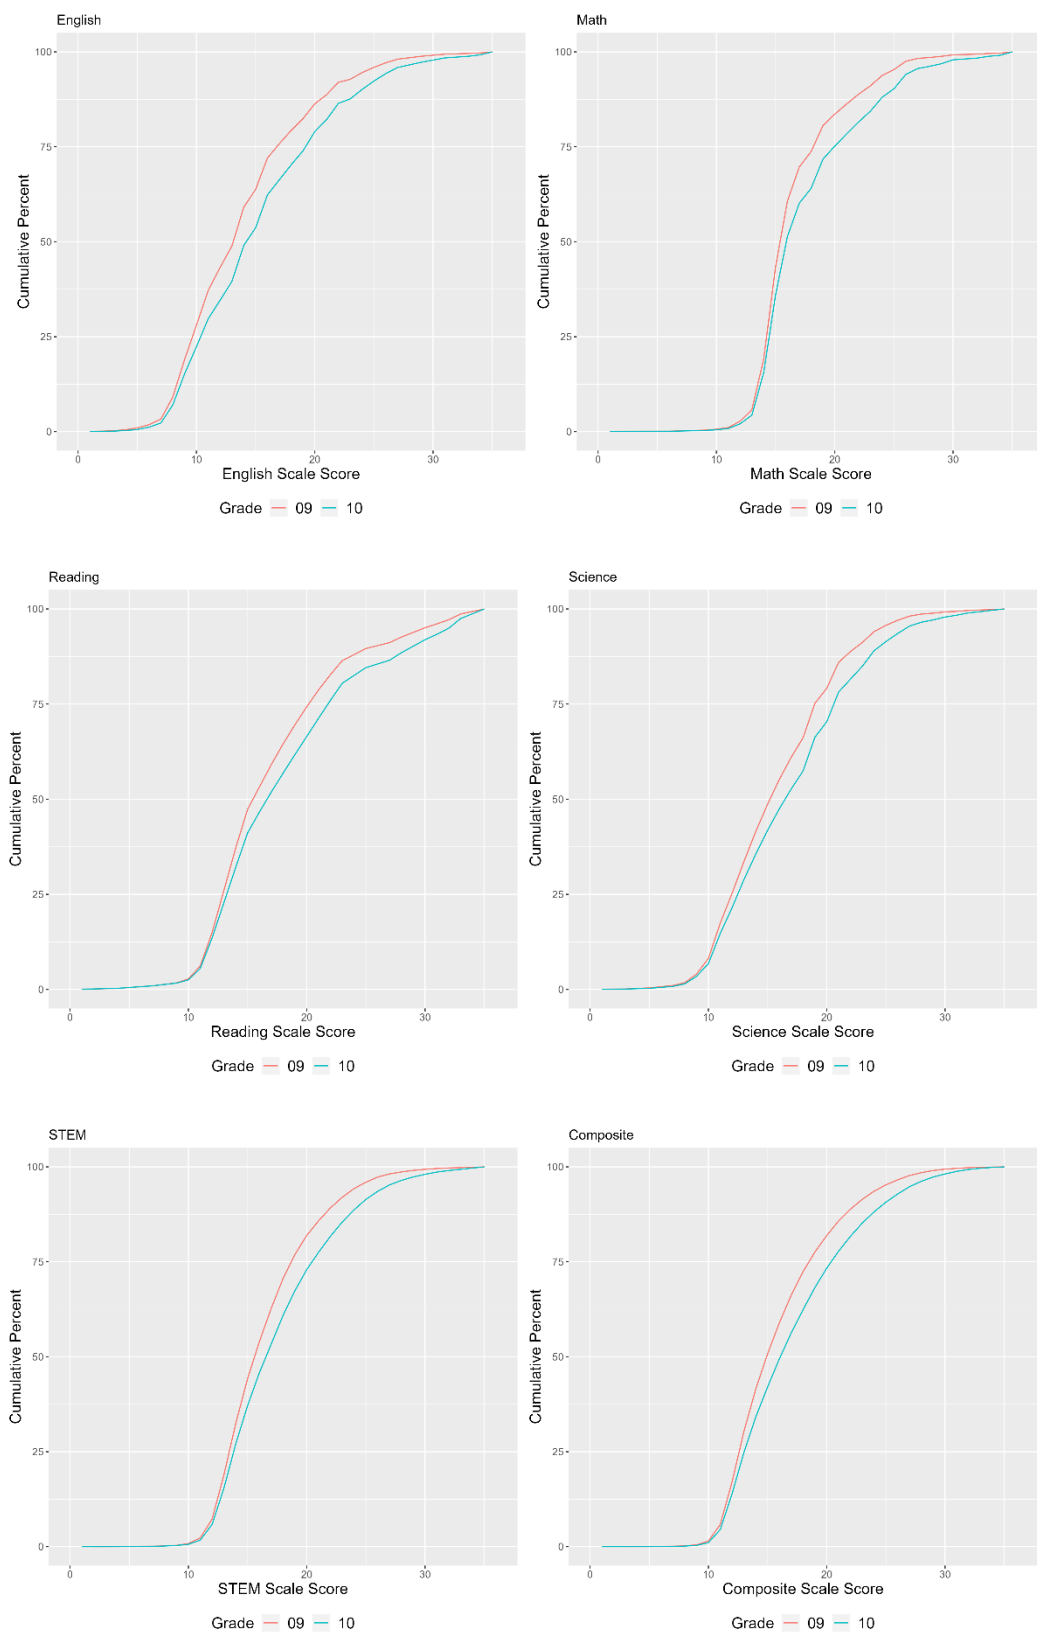 English
100
75
50
25
0
Cumulative Percent
0 10 20 30
English Scale Score
Grade 09 10
Math
100
75
50
25
0
Cumulative Percent
0 10 20 30
Math Scale Score
Grade 09 10
Reading
100
75
50
25
0
Cumulative Percent
0 10 20 30
Reading Scale Score
Grade 09 10
Science
100
75
50
25
0
Cumulative Percent
0 10 20 30
Science Scale Score
Grade 09 10
STEM
100
75
50
25
0
Cumulative Percent
0 10 20 30
STEM Scale Score
Grade 09 10
Composite
100
75
50
25
0
Cumulative Percent
0 10 20 30
Composite Scale Score
Grade 09 10